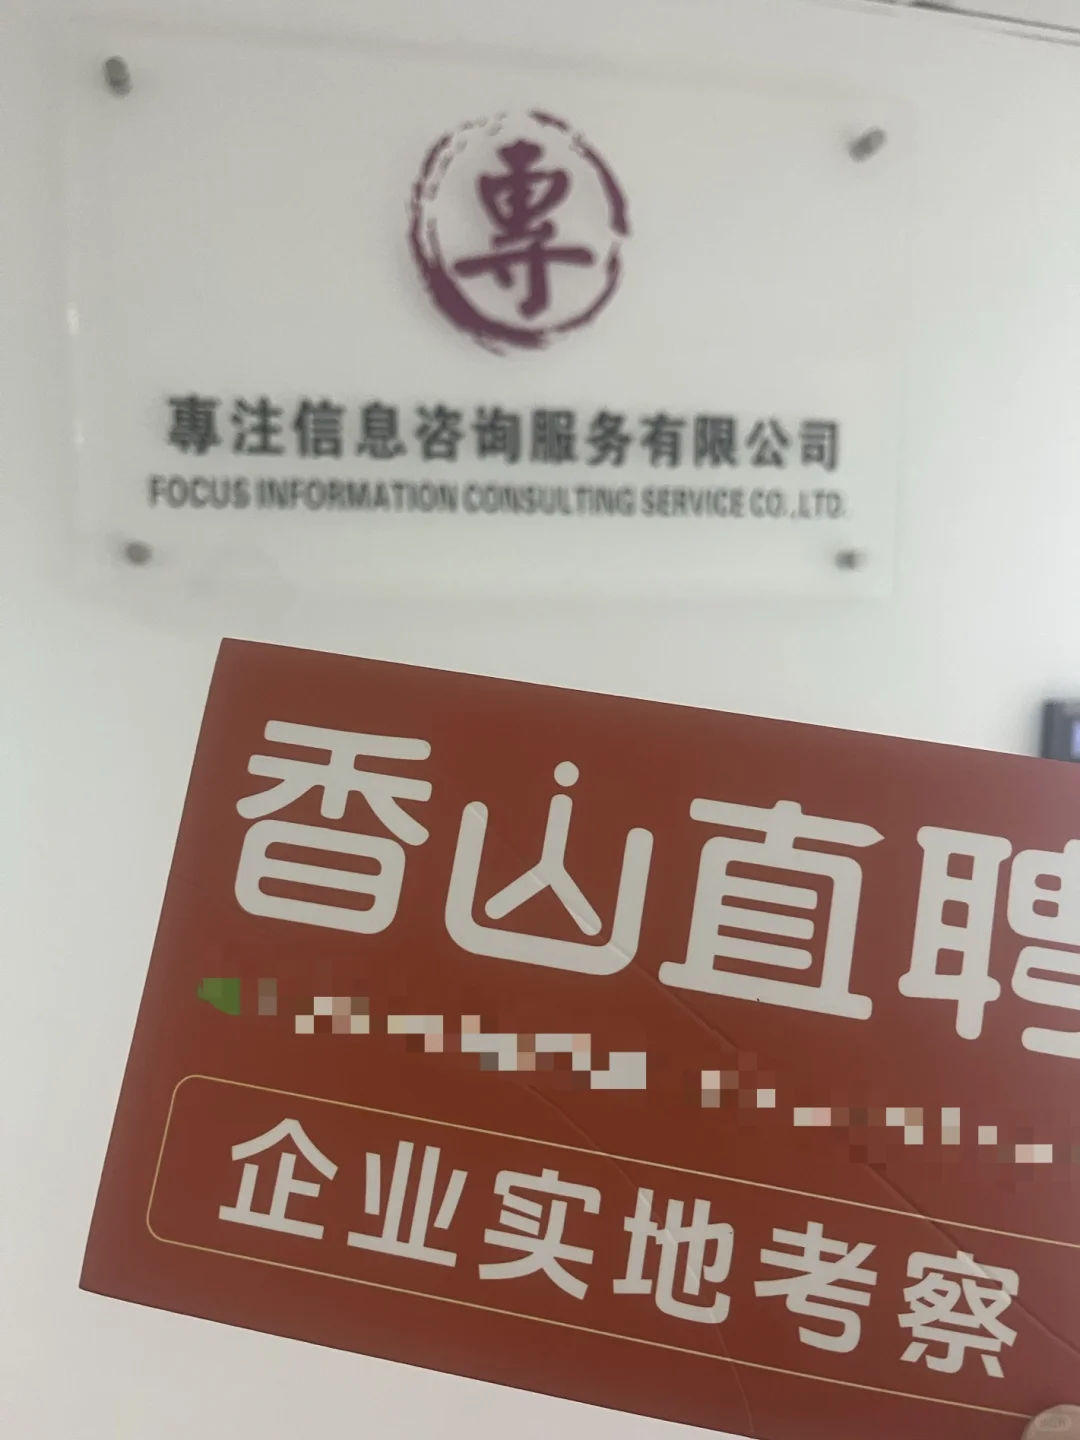 專
專注信息咨询服务有限公司
FOCUS INFORMATION CONSULTING SERVICE CO.,LTD.
香山直聘
企业实地考察